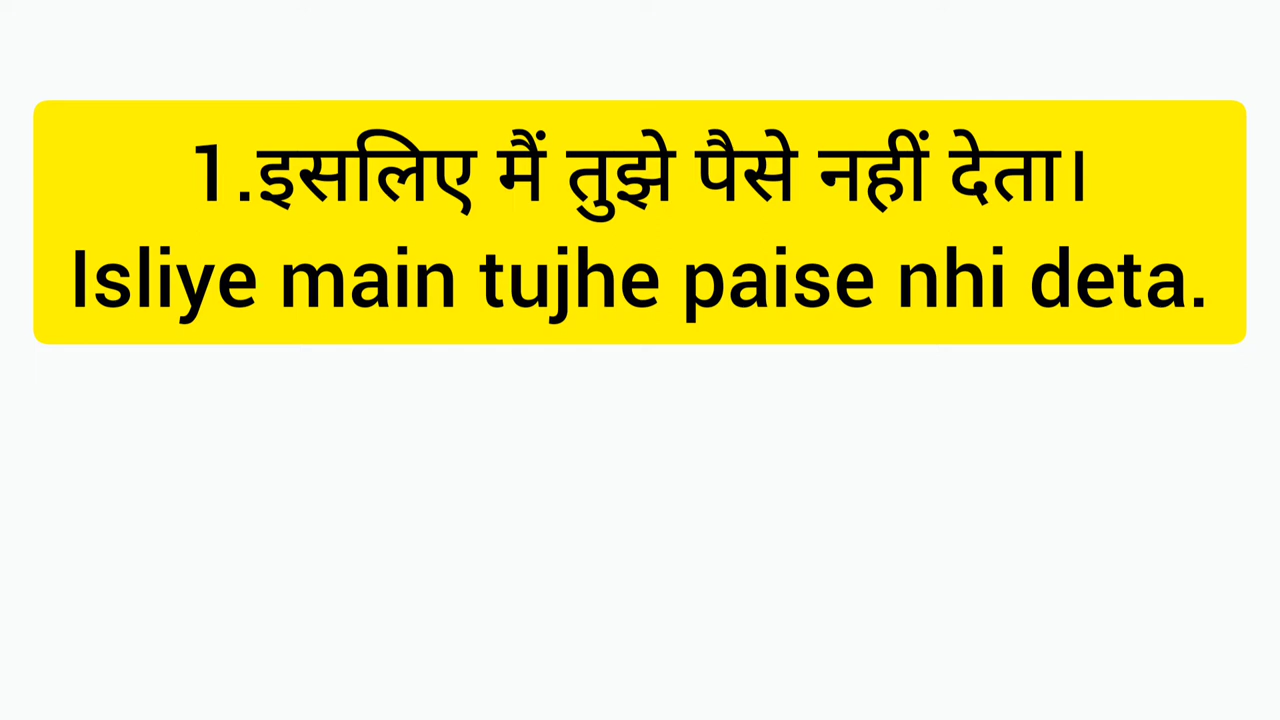 1.इसलिए मैं तुझे पैसे नहीं देता।
Isliye main tujhe paise nhi deta.